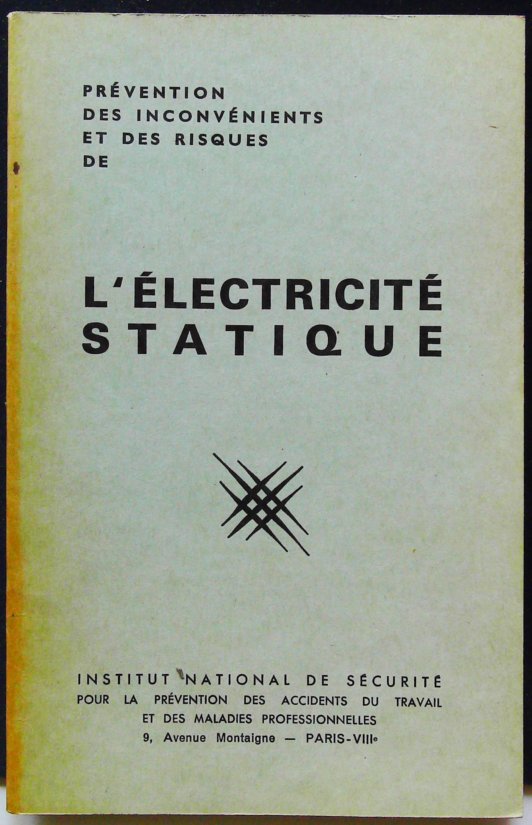 PRÉVENTION
DES INCONVÉNIENTS
ET DES RISQUES
DE
L'ÉLECTRICITÉ
STATIQUE
INSTITUT NATIONAL DE SÉCURITÉ
POUR LA PRÉVENTION DES ACCIDENTS DU TRAVAIL
ET DES MALADIES PROFESSIONNELLES
9, Avenue Montaigne — PARIS-VIIIe